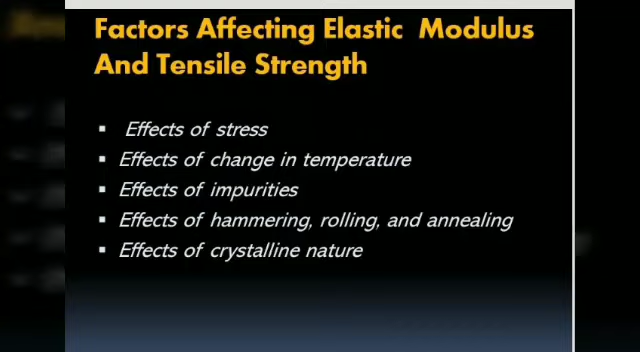 Factors Affecting Elastic Modulus
And Tensile Strength
▪ Effects of stress
▪ Effects of change in temperature
▪ Effects of impurities
▪ Effects of hammering, rolling, and annealing
▪ Effects of crystalline nature